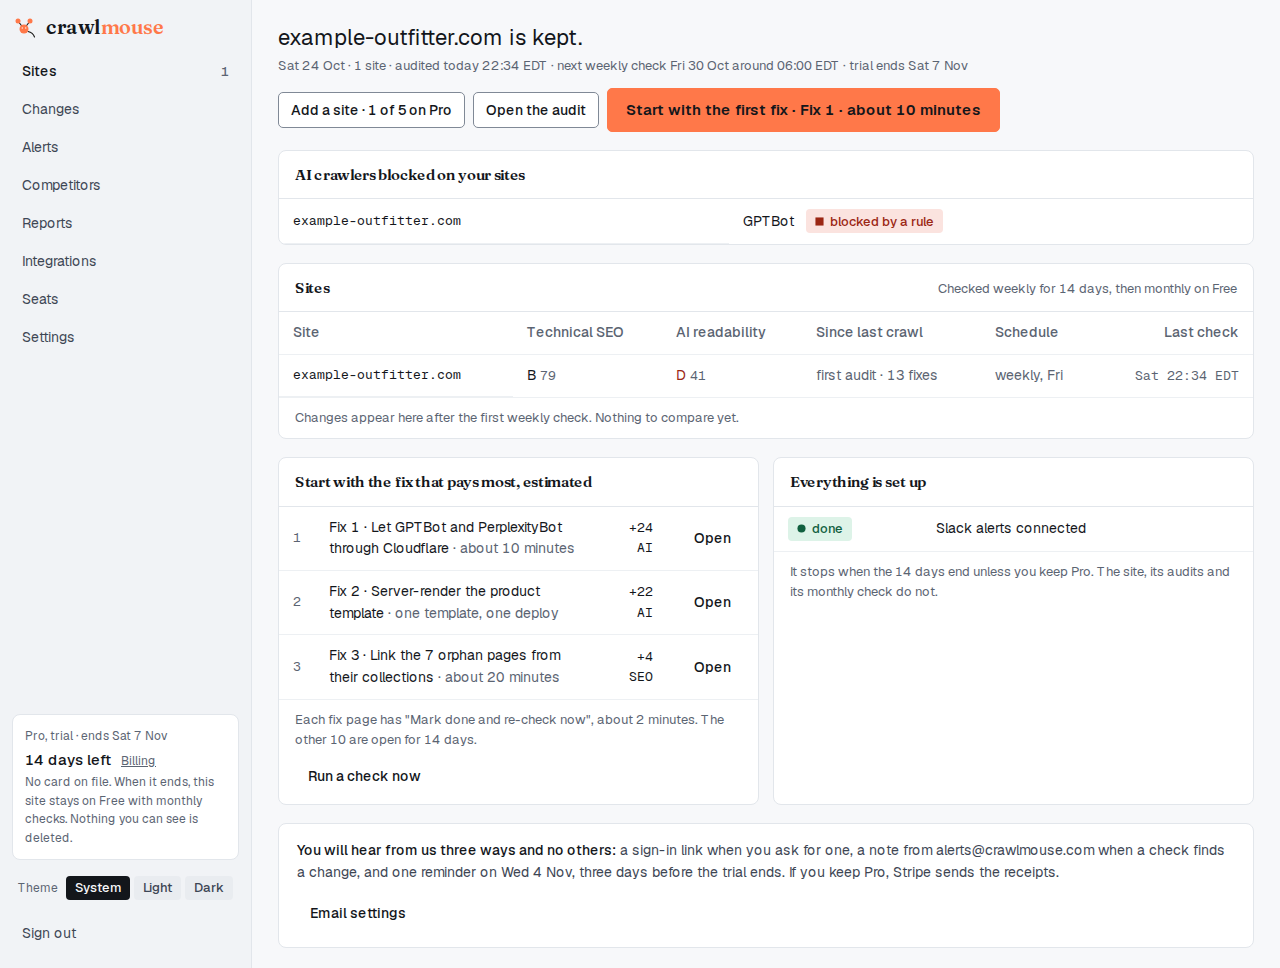 crawlmouse
Sites 1
Changes
Alerts
Competitors
Reports
Integrations
Seats
Settings
Pro, trial · ends Sat 7 Nov
14 days left Billing
No card on file. When it ends, this
site stays on Free with monthly
checks. Nothing you can see is
deleted.
Theme System Light Dark
Sign out
example-outfitter.com is kept.
Sat 24 Oct · 1 site · audited today 22:34 EDT · next weekly check Fri 30 Oct around 06:00 EDT · trial ends Sat 7 Nov
Add a site · 1 of 5 on Pro Open the audit Start with the first fix · Fix 1 · about 10 minutes
AI crawlers blocked on your sites
example-outfitter.com GPTBot blocked by a rule
Sites Checked weekly for 14 days, then monthly on Free
Site Technical SEO AI readability Since last crawl Schedule Last check
example-outfitter.com B 79 D 41 first audit · 13 fixes weekly, Fri Sat 22:34 EDT
Changes appear here after the first weekly check. Nothing to compare yet.
Start with the fix that pays most, estimated
1 Fix 1 · Let GPTBot and PerplexityBot +24 Open
through Cloudflare · about 10 minutes AI
2 Fix 2 · Server-render the product +22 Open
template · one template, one deploy AI
3 Fix 3 · Link the 7 orphan pages from +4 Open
their collections · about 20 minutes SEO
Each fix page has "Mark done and re-check now", about 2 minutes. The
other 10 are open for 14 days.
Run a check now
Everything is set up
done Slack alerts connected
It stops when the 14 days end unless you keep Pro. The site, its audits and
its monthly check do not.
You will hear from us three ways and no others: a sign-in link when you ask for one, a note from alerts@crawlmouse.com when a check finds
a change, and one reminder on Wed 4 Nov, three days before the trial ends. If you keep Pro, Stripe sends the receipts.
Email settings